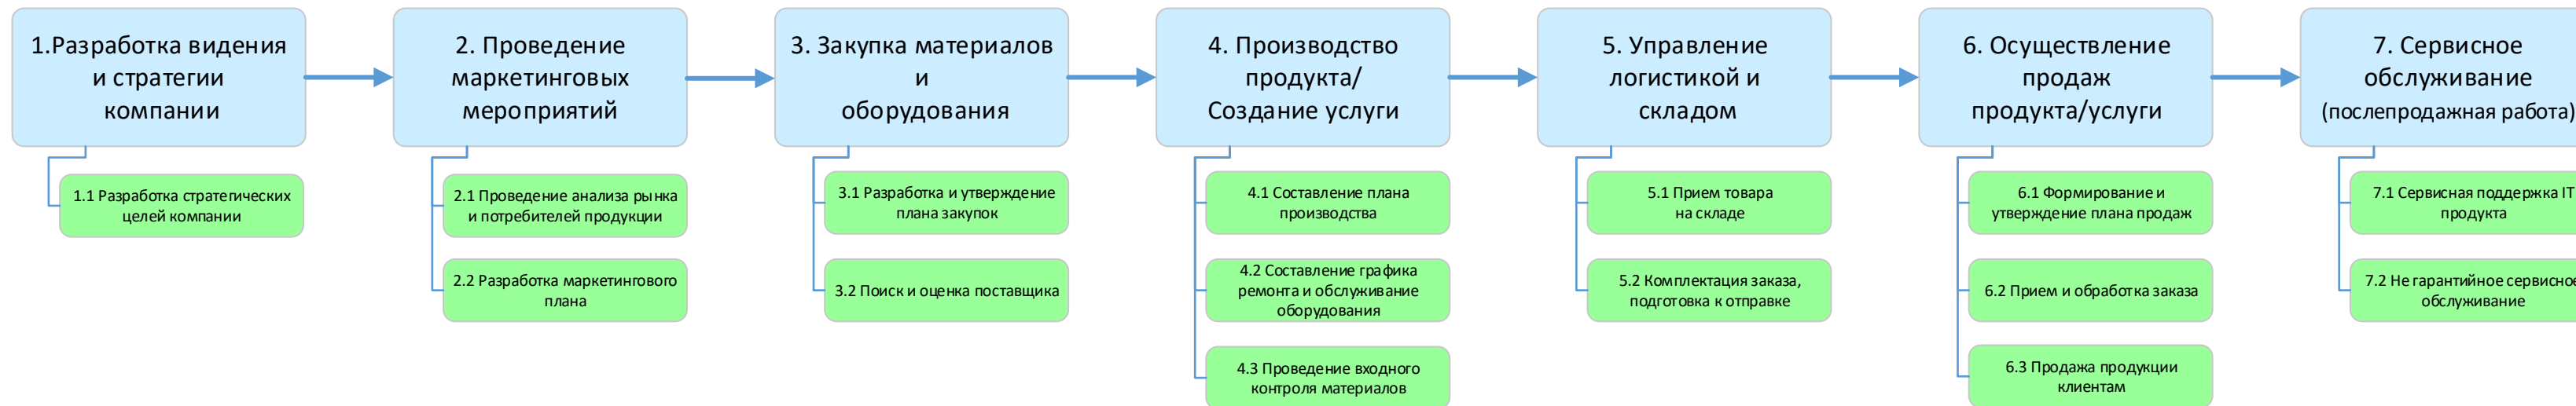 1.Разработка видения
и стратегии
компании
2. Проведение
маркетинговых
мероприятий
3. Закупка материалов
и
оборудования
4. Производство
продукта/
Создание услуги
5. Управление
логистикой и
складом
6. Осуществление
продаж
продукта/услуги
7. Сервисное
обслуживание
(послепродажная работа)
1.1 Разработка стратегических
целей компании
2.1 Проведение анализа рынка
и потребителей продукции
2.2 Разработка маркетингового
плана
3.1 Разработка и утверждение
плана закупок
3.2 Поиск и оценка поставщика
4.1 Составление плана
производства
4.2 Составление графика
ремонта и обслуживание
оборудования
4.3 Проведение входного
контроля материалов
5.1 Прием товара
на складе
5.2 Комплектация заказа,
подготовка к отправке
6.1 Формирование и
утверждение плана продаж
6.2 Прием и обработка заказа
6.3 Продажа продукции
клиентам
7.1 Сервисная поддержка IT
продукта
7.2 Не гарантийное сервисное
обслуживание